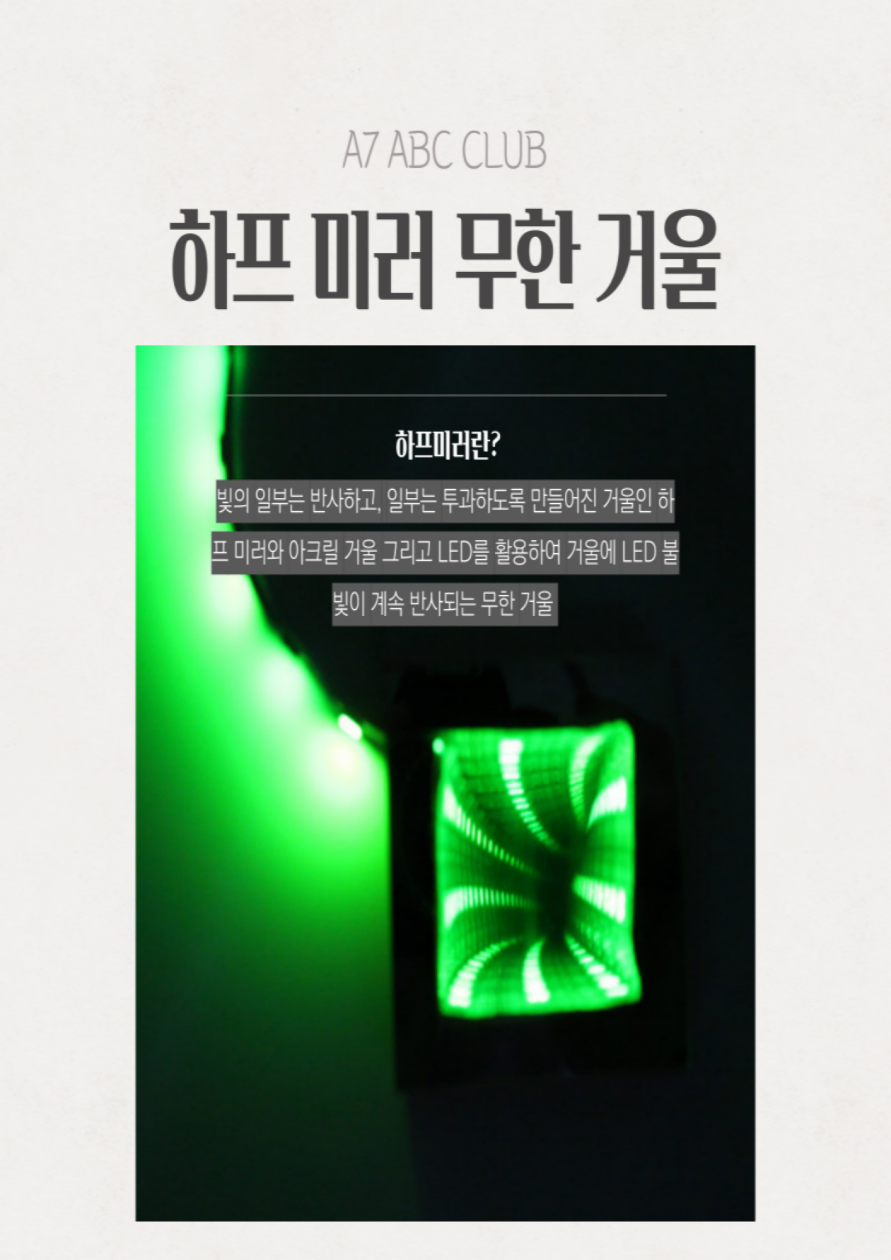 A7 ABC CLUB
하프 미러 무한 거울
하프미러란?
빛의 일부는 반사하고, 일부는 투과하도록 만들어진 거울인 하
프 미러와 아크릴 거울 그리고 LED를 활용하여 거울에 LED 불
빛이 계속 반사되는 무한 거울